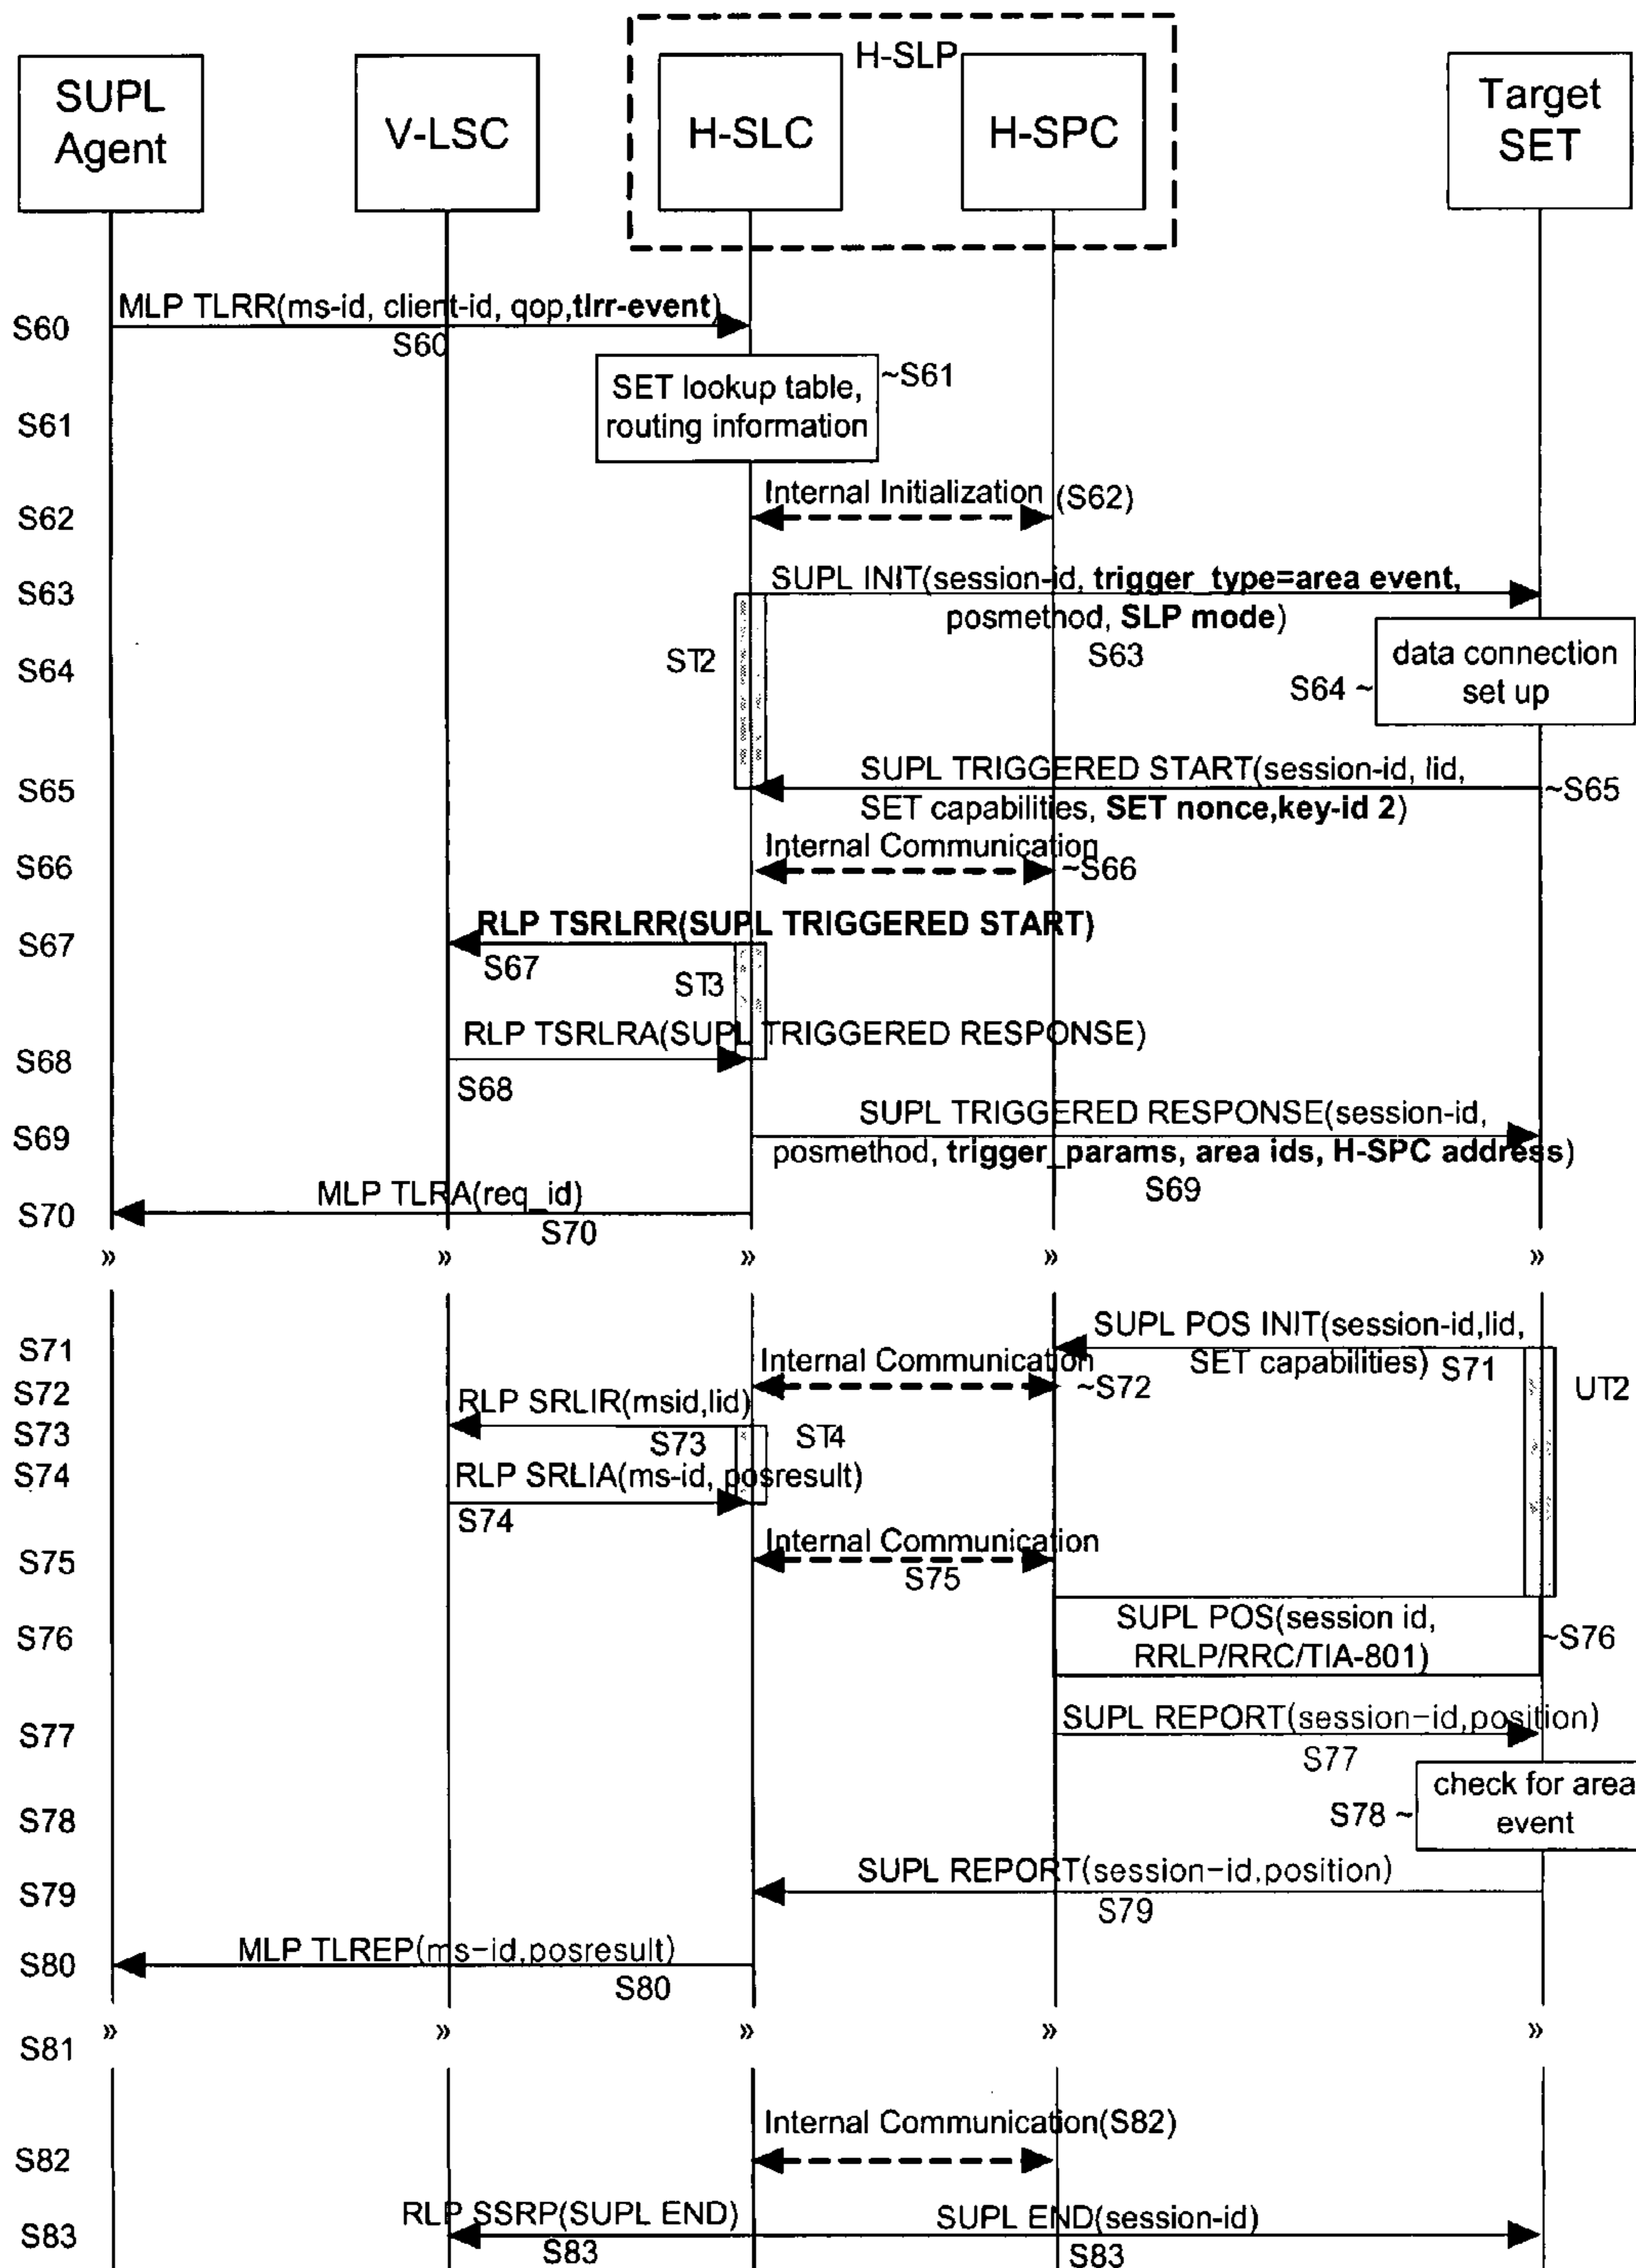 H-SLP
SUPL
Agent
V-LSC
H-SLC
H-SPC
Target
SET
S60
MLP TLRR(ms-id, client-id, qop,tlrr-event)
S60
S61
SET lookup table,
routing information
~S61
S62
Internal Initialization (S62)
S63
SUPL INIT(session-id, trigger_type=area event,
posmethod, SLP mode)
S63
S64
ST2
S64 ~
data connection
set up
S65
SUPL TRIGGERED START(session-id, lid,
SET capabilities, SET nonce,key-id 2)
~S65
S66
Internal Communication
~S66
S67
RLP TSRLRR(SUPL TRIGGERED START)
S67
ST3
S68
RLP TSRLRA(SUPL TRIGGERED RESPONSE)
S68
S69
SUPL TRIGGERED RESPONSE(session-id,
posmethod, trigger_params, area ids, H-SPC address)
S69
S70
MLP TLRA(req_id)
S70
» » » » »
S71
SUPL POS INIT(session-id,lid,
SET capabilities) S71
UT2
S72
Internal Communication
~S72
S73
RLP SRLIR(msid,lid)
S73
ST4
S74
RLP SRLIA(ms-id, posresult)
S74
S75
Internal Communication
S75
S76
SUPL POS(session id,
RRLP/RRC/TIA-801)
~S76
S77
SUPL REPORT(session-id,position)
S77
S78
S78 ~
check for area
event
S79
SUPL REPORT(session-id,position)
S79
S80
MLP TLREP(ms-id,posresult)
S80
S81
» » » » »
S82
Internal Communication(S82)
S83
RLP SSRP(SUPL END)
S83
SUPL END(session-id)
S83